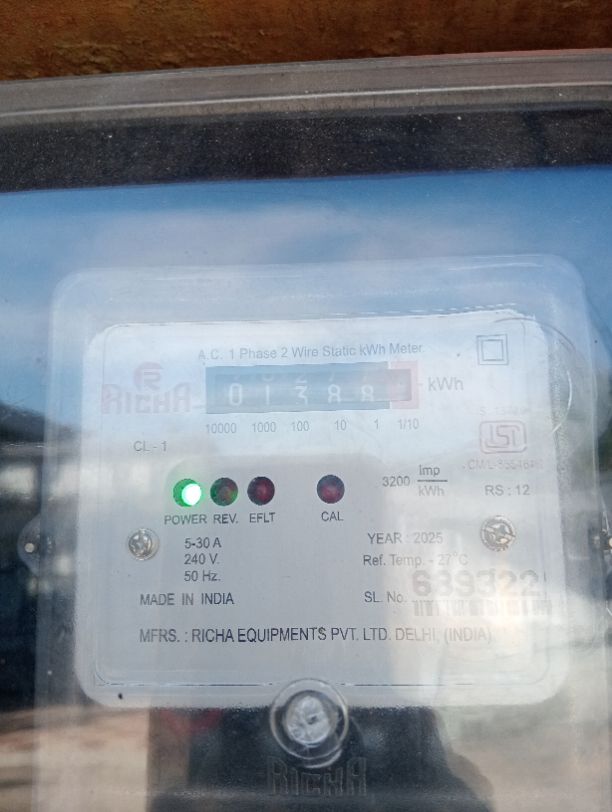 A.C. 1 Phase 2 Wire Static kWh Meter
RICHA 01388 kWh
10000 1000 100 10 1 1/10
CL - 1
3200 Imp/kWh
RS : 12
POWER REV. EFLT CAL
5-30 A
240 V.
50 Hz.
YEAR : 2025
Ref. Temp. - 27°C
MADE IN INDIA
SL. No.
MFRS. : RICHA EQUIPMENTS PVT. LTD. DELHI, (INDIA)
RICHA